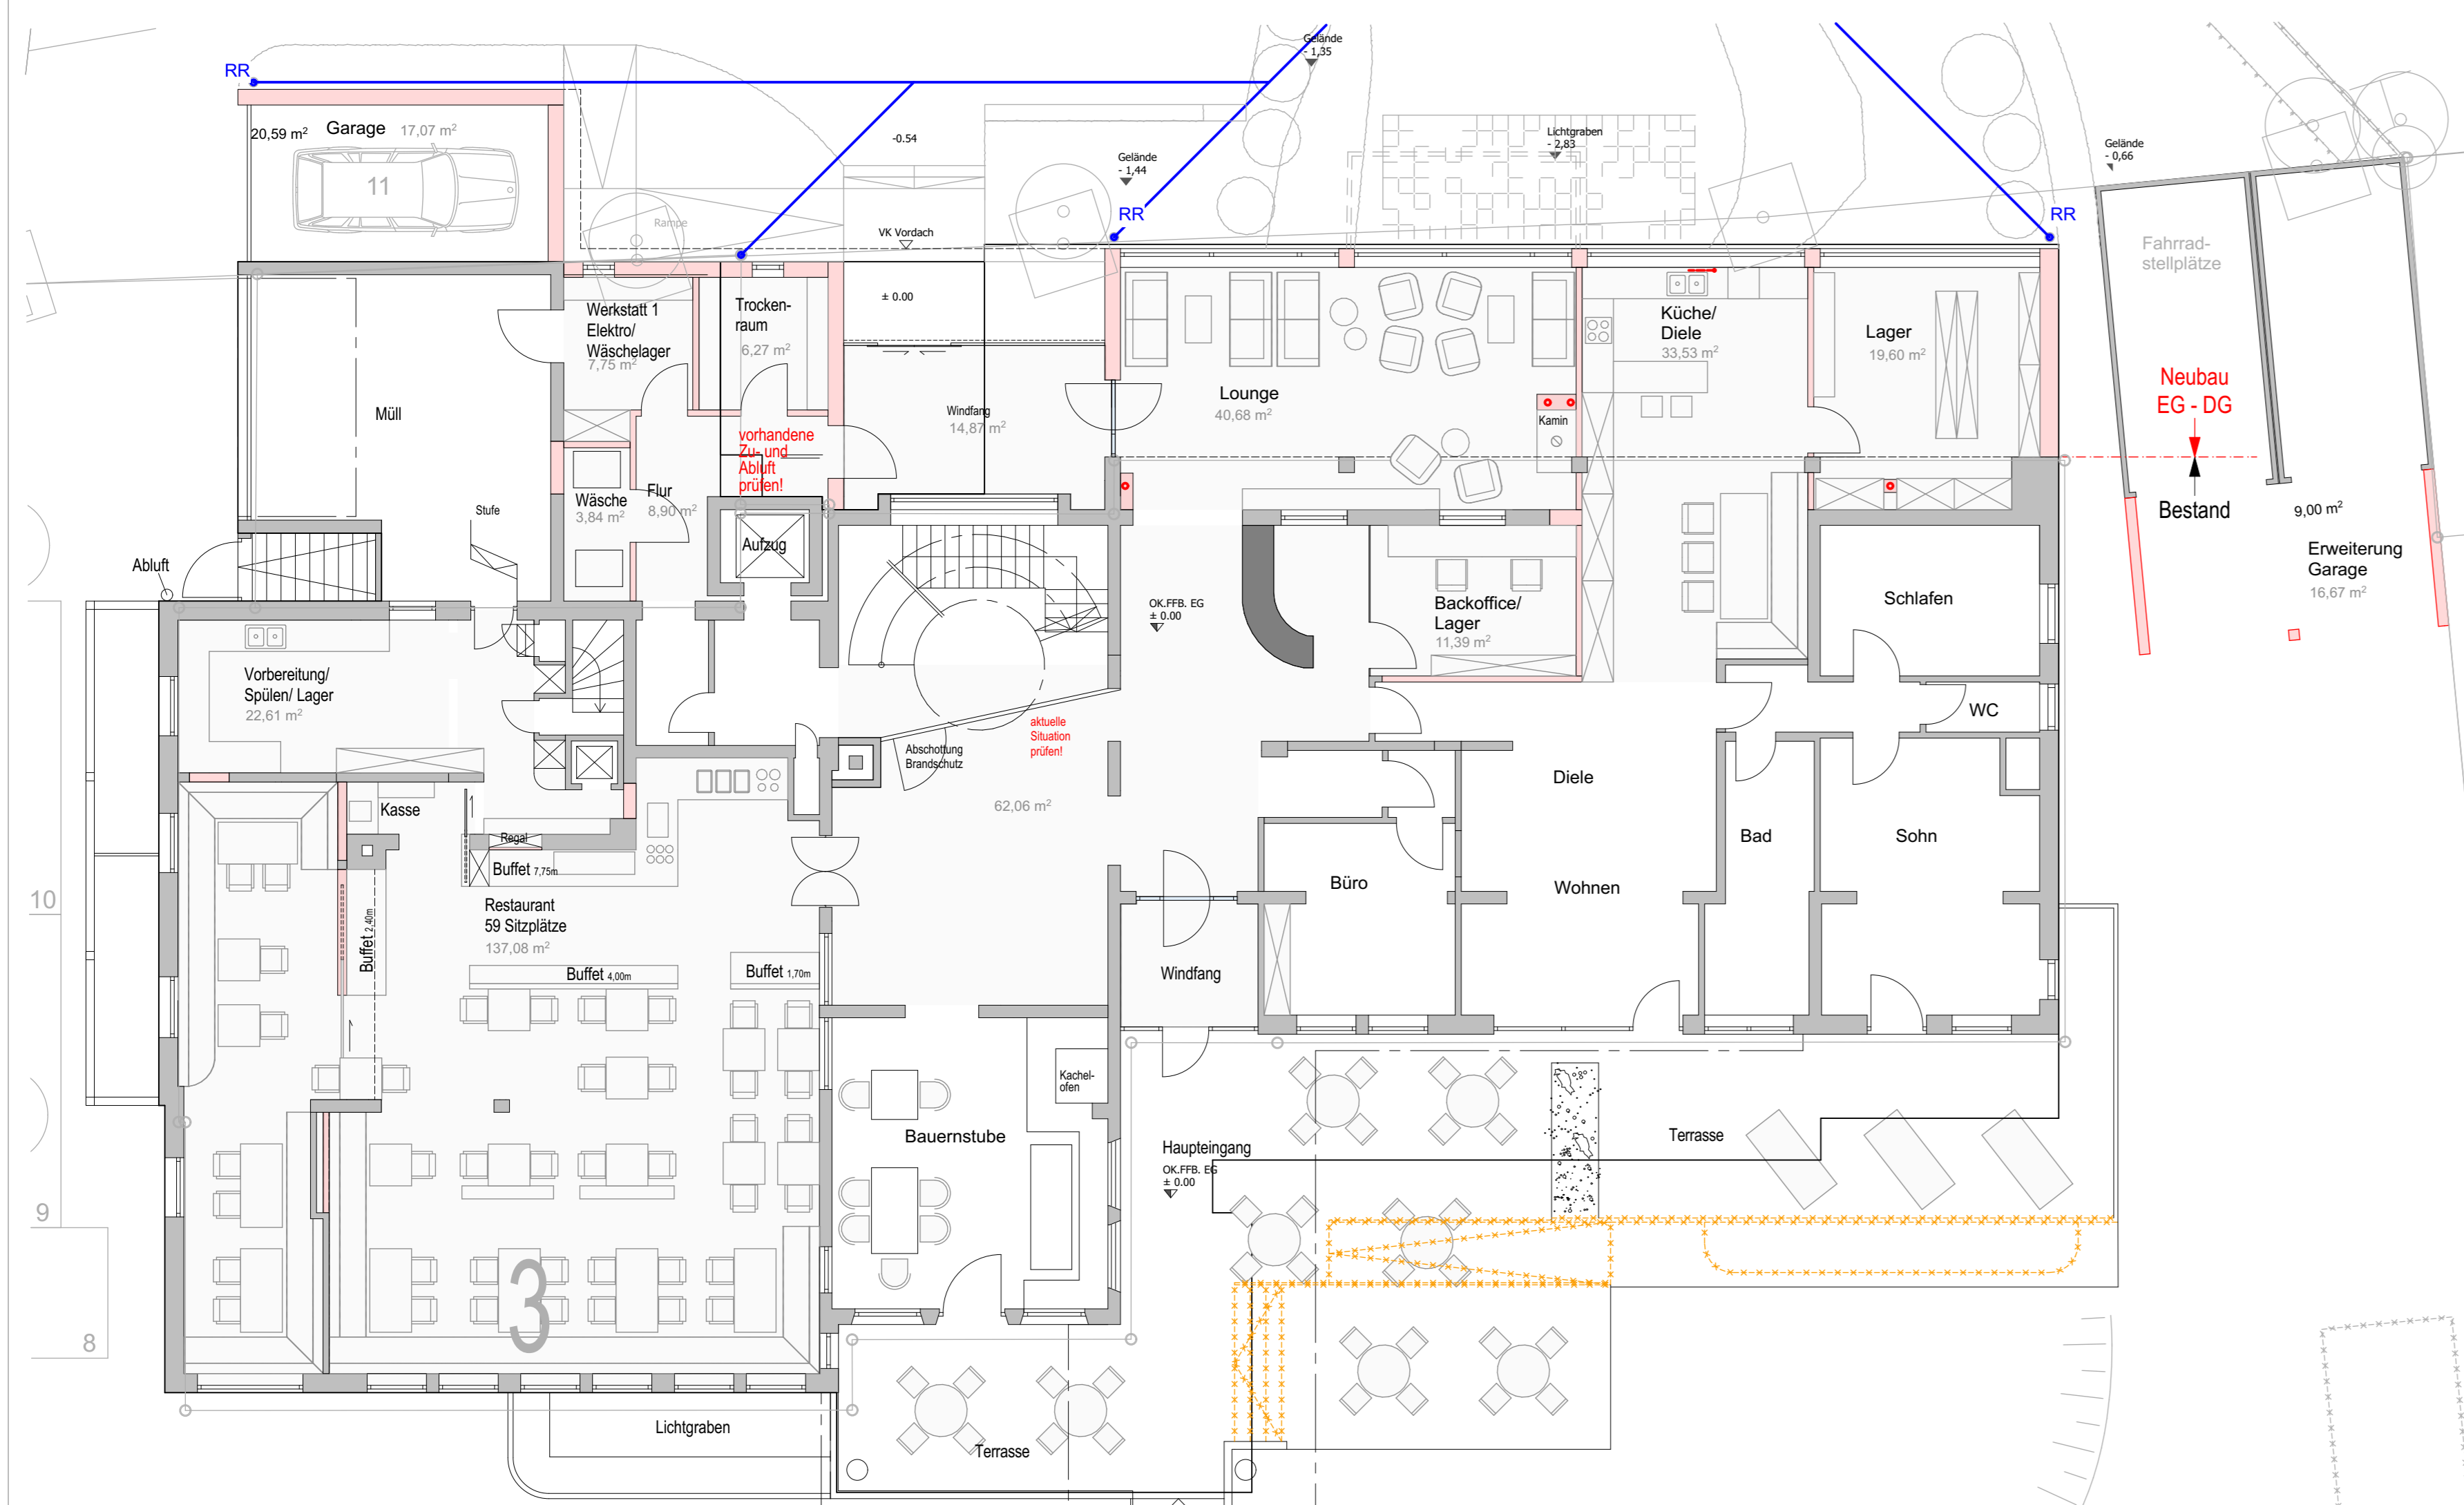 RR
Gelände
- 1,35
20,59 m²
Garage
17,07 m²
11
-0.54
Lichtgraben
- 2,83
Gelände
- 1,44
Gelände
- 0,66
RR
RR
Rampe
VK Vordach
Fahrrad-
stellplätze
± 0.00
Werkstatt 1
Elektro/
Wäschelager
7,75 m²
Trocken-
raum
6,27 m²
Küche/
Diele
33,53 m²
Lager
19,60 m²
Neubau
EG - DG
Lounge
40,68 m²
Müll
Windfang
14,87 m²
Kamin
vorhandene
Zu- und
Abluft
prüfen!
Wäsche
3,84 m²
Flur
8,90 m²
Stufe
Bestand
9,00 m²
Aufzug
Erweiterung
Garage
16,67 m²
Abluft
OK.FFB. EG
± 0.00
Backoffice/
Lager
11,39 m²
Schlafen
Vorbereitung/
Spülen/ Lager
22,61 m²
WC
aktuelle
Situation
prüfen!
Abschottung
Brandschutz
Diele
62,06 m²
Kasse
Regal
Bad
Sohn
Buffet 7,75m
Büro
Wohnen
10
Restaurant
59 Sitzplätze
137,08 m²
Buffet 2,40m
Buffet 4,00m
Buffet 1,70m
Windfang
Kachel-
ofen
Bauernstube
Haupteingang
OK.FFB. EG
± 0.00
Terrasse
9
3
8
Lichtgraben
Terrasse